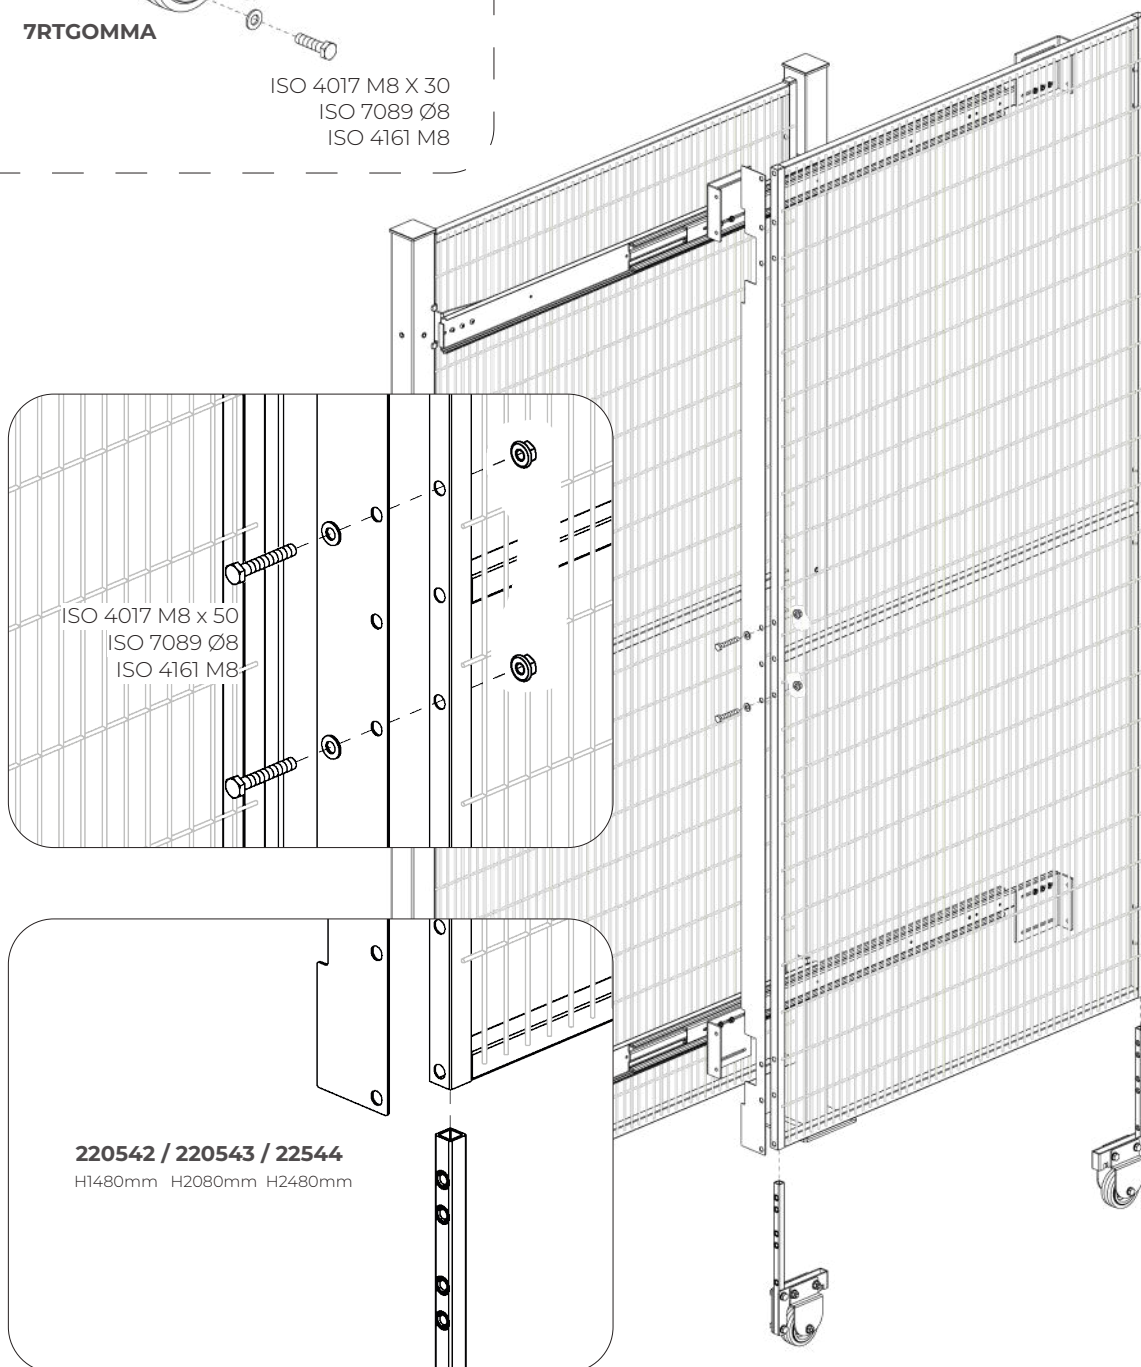 7RTGOMMA
ISO 4017 M8 X 30
ISO 7089 Ø8
ISO 4161 M8
ISO 4017 M8 x 50
ISO 7089 Ø8
ISO 4161 M8
220542 / 220543 / 22544
H1480mm H2080mm H2480mm